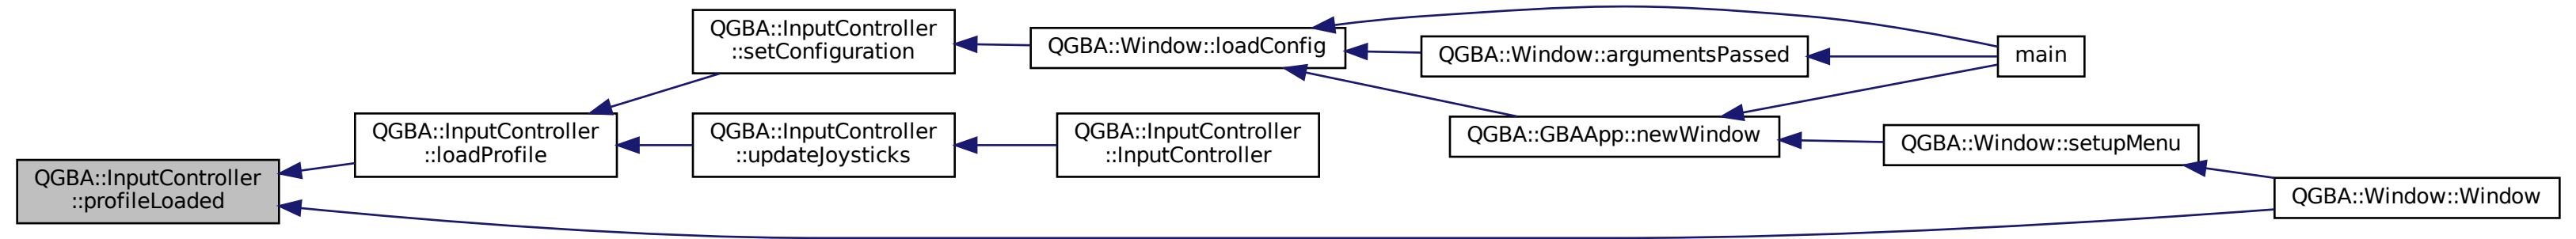 QGBA::InputController
::profileLoaded
QGBA::InputController
::loadProfile
QGBA::InputController
::setConfiguration
QGBA::InputController
::updateJoysticks
QGBA::Window::loadConfig
QGBA::InputController
::InputController
QGBA::Window::argumentsPassed
QGBA::GBAApp::newWindow
main
QGBA::Window::setupMenu
QGBA::Window::Window